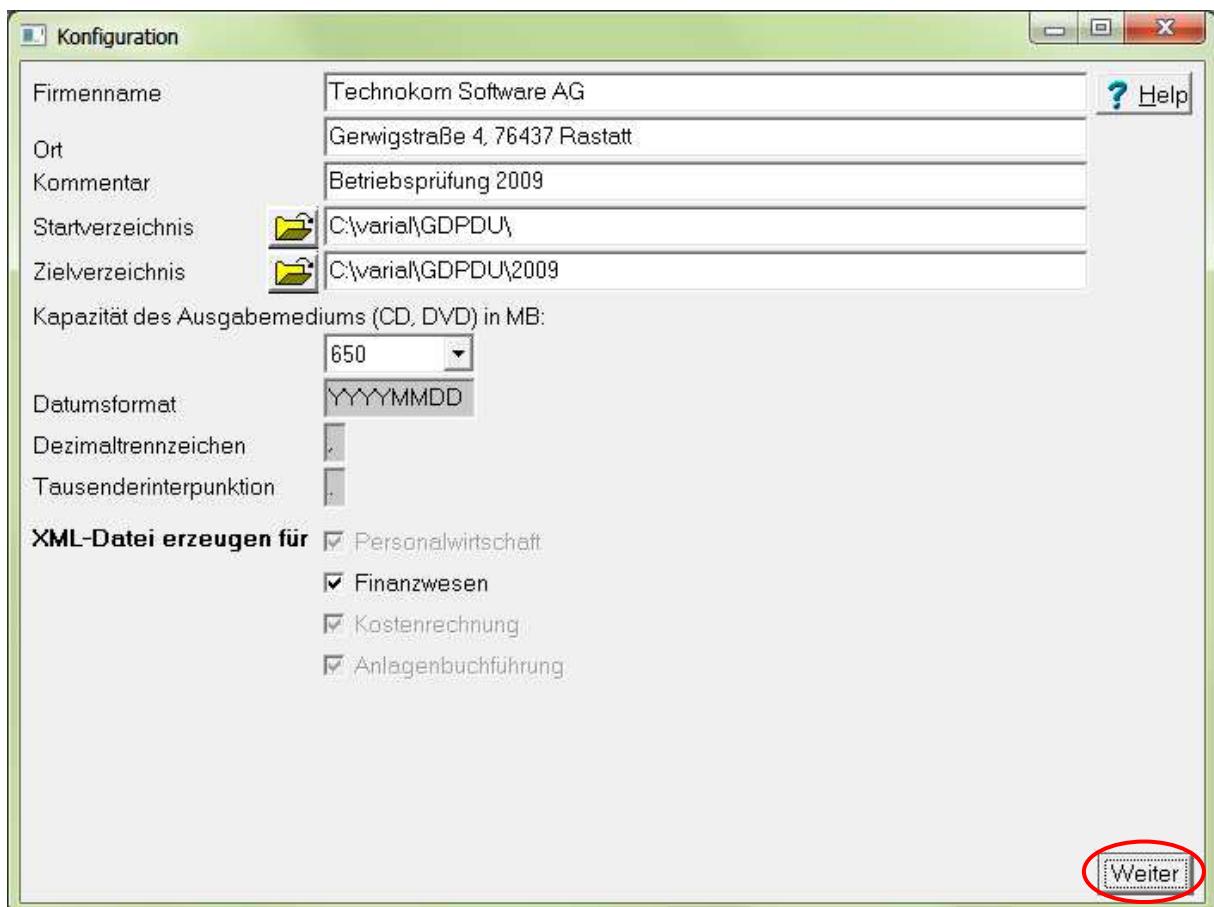 Konfiguration
Firmenname Technokom Software AG ? Help
Ort Gerwigstraße 4, 76437 Rastatt
Kommentar Betriebsprüfung 2009
Startverzeichnis C:\varial\GDPDU\
Zielverzeichnis C:\varial\GDPDU\2009
Kapazität des Ausgabemediums (CD, DVD) in MB:
650
Datumsformat YYYYMMDD
Dezimaltrennzeichen ,
Tausenderinterpunktion .
XML-Datei erzeugen für Personalwirtschaft
Finanzwesen
Kostenrechnung
Anlagenbuchführung
Weiter